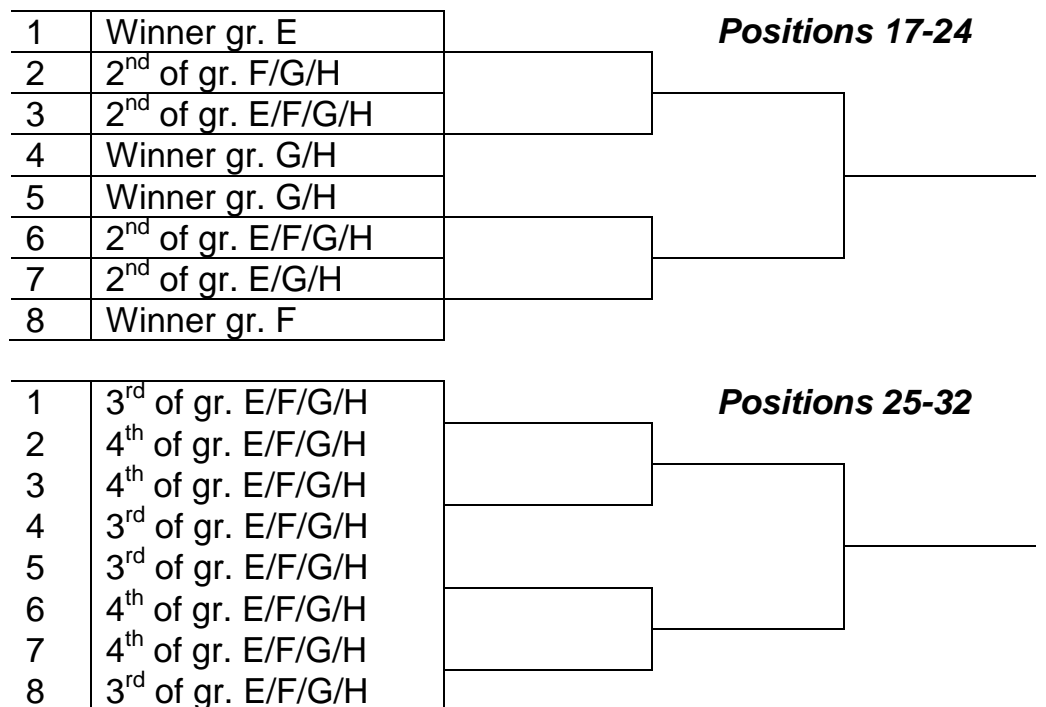 1 Winner gr. E Positions 17-24
2 2nd of gr. F/G/H
3 2nd of gr. E/F/G/H
4 Winner gr. G/H
5 Winner gr. G/H
6 2nd of gr. E/F/G/H
7 2nd of gr. E/G/H
8 Winner gr. F
1 3rd of gr. E/F/G/H Positions 25-32
2 4th of gr. E/F/G/H
3 4th of gr. E/F/G/H
4 3rd of gr. E/F/G/H
5 3rd of gr. E/F/G/H
6 4th of gr. E/F/G/H
7 4th of gr. E/F/G/H
8 3rd of gr. E/F/G/H